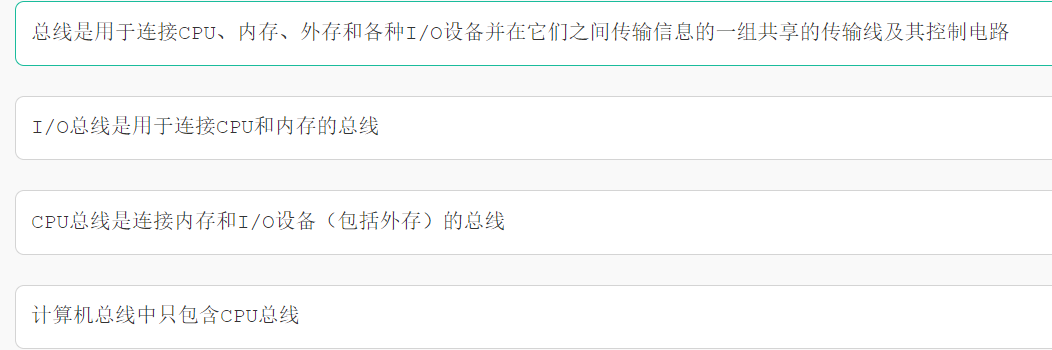 总线是用于连接CPU、内存、外存和各种I/O设备并在它们之间传输信息的一组共享的传输线及其控制电路
I/O总线是用于连接CPU和内存的总线
CPU总线是连接内存和I/O设备（包括外存）的总线
计算机总线中只包含CPU总线